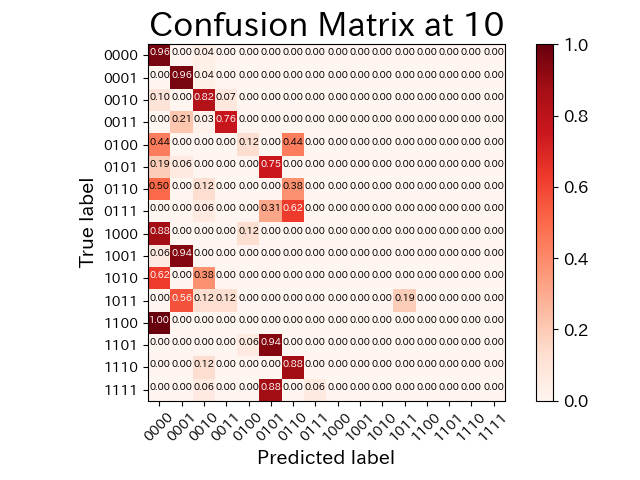 Confusion Matrix at 10
True label
0000 0.96 0.00 0.04 0.00 0.00 0.00 0.00 0.00 0.00 0.00 0.00 0.00 0.00 0.00 0.00 0.00
0001 0.00 0.96 0.04 0.00 0.00 0.00 0.00 0.00 0.00 0.00 0.00 0.00 0.00 0.00 0.00 0.00
0010 0.10 0.00 0.82 0.07 0.00 0.00 0.00 0.00 0.00 0.00 0.00 0.00 0.00 0.00 0.00 0.00
0011 0.00 0.21 0.03 0.76 0.00 0.00 0.00 0.00 0.00 0.00 0.00 0.00 0.00 0.00 0.00 0.00
0100 0.44 0.00 0.00 0.00 0.12 0.00 0.44 0.00 0.00 0.00 0.00 0.00 0.00 0.00 0.00 0.00
0101 0.19 0.06 0.00 0.00 0.00 0.75 0.00 0.00 0.00 0.00 0.00 0.00 0.00 0.00 0.00 0.00
0110 0.50 0.00 0.12 0.00 0.00 0.00 0.38 0.00 0.00 0.00 0.00 0.00 0.00 0.00 0.00 0.00
0111 0.00 0.00 0.06 0.00 0.00 0.31 0.62 0.00 0.00 0.00 0.00 0.00 0.00 0.00 0.00 0.00
1000 0.88 0.00 0.00 0.00 0.12 0.00 0.00 0.00 0.00 0.00 0.00 0.00 0.00 0.00 0.00 0.00
1001 0.06 0.94 0.00 0.00 0.00 0.00 0.00 0.00 0.00 0.00 0.00 0.00 0.00 0.00 0.00 0.00
1010 0.62 0.00 0.38 0.00 0.00 0.00 0.00 0.00 0.00 0.00 0.00 0.00 0.00 0.00 0.00 0.00
1011 0.00 0.56 0.12 0.12 0.00 0.00 0.00 0.00 0.00 0.00 0.00 0.19 0.00 0.00 0.00 0.00
1100 1.00 0.00 0.00 0.00 0.00 0.00 0.00 0.00 0.00 0.00 0.00 0.00 0.00 0.00 0.00 0.00
1101 0.00 0.00 0.00 0.00 0.06 0.94 0.00 0.00 0.00 0.00 0.00 0.00 0.00 0.00 0.00 0.00
1110 0.00 0.00 0.12 0.00 0.00 0.00 0.88 0.00 0.00 0.00 0.00 0.00 0.00 0.00 0.00 0.00
1111 0.00 0.00 0.06 0.00 0.00 0.88 0.00 0.06 0.00 0.00 0.00 0.00 0.00 0.00 0.00 0.00
0000 0001 0010 0011 0100 0101 0110 0111 1000 1001 1010 1011 1100 1101 1110 1111
Predicted label
1.0
0.8
0.6
0.4
0.2
0.0